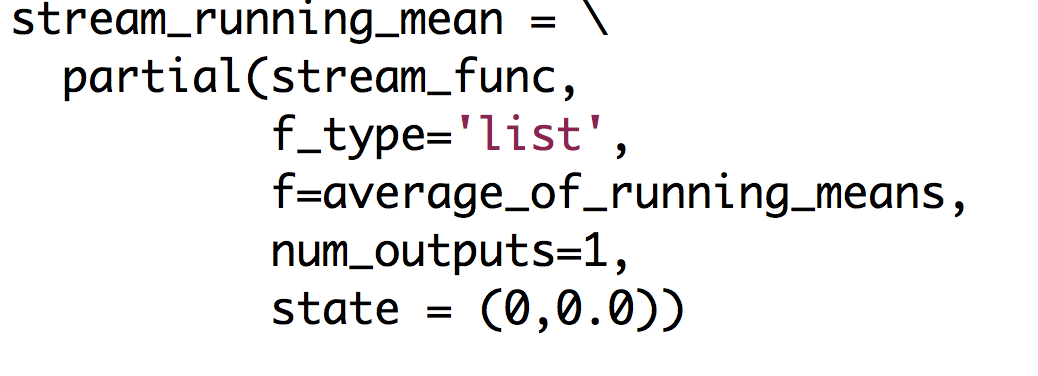 stream_running_mean = \
partial(stream_func,
f_type='list',
f=average_of_running_means,
num_outputs=1,
state = (0,0.0))